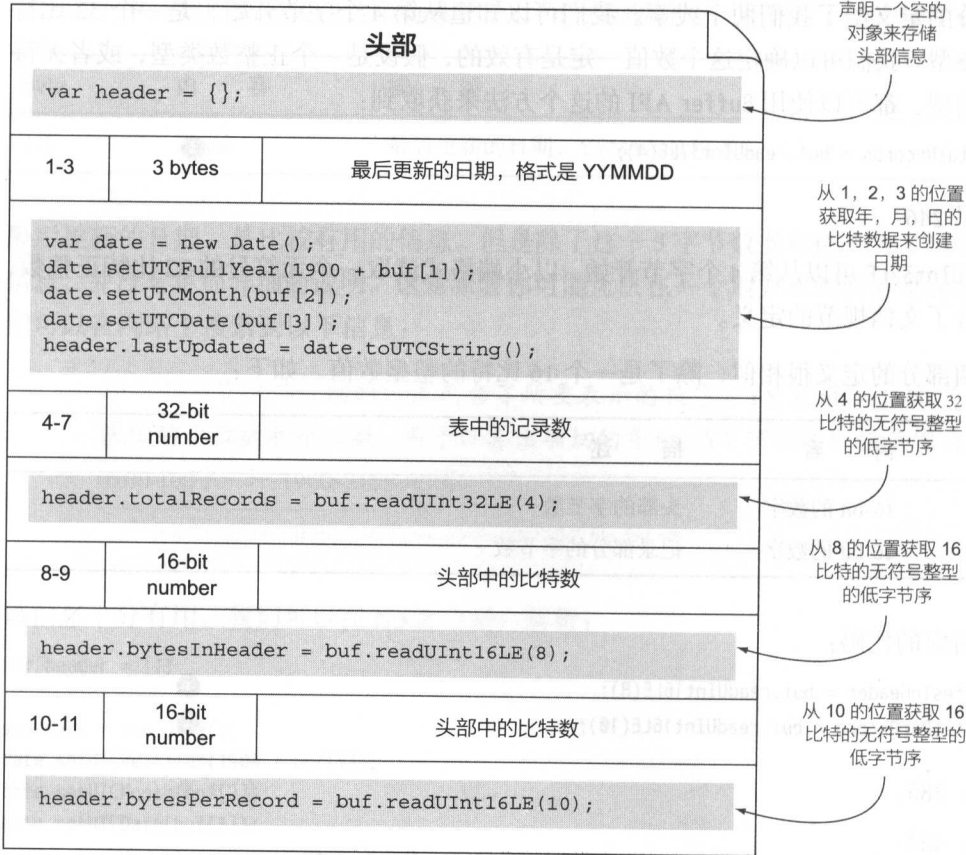 声明一个空的
对象来存储
头部信息
头部
var header = {};
1-3 3 bytes 最后更新的日期，格式是 YYMMDD
从 1，2，3 的位置
获取年，月，日的
比特数据来创建
日期
var date = new Date();
date.setUTCFullYear(1900 + buf[1]);
date.setUTCMonth(buf[2]);
date.setUTCDate(buf[3]);
header.lastUpdated = date.toUTCString();
4-7 32-bit
number 表中的记录数
从 4 的位置获取 32
比特的无符号整型
的低字节序
header.totalRecords = buf.readUInt32LE(4);
8-9 16-bit
number 头部中的比特数
从 8 的位置获取 16
比特的无符号整型
的低字节序
header.bytesInHeader = buf.readUInt16LE(8);
10-11 16-bit
number 头部中的比特数
从 10 的位置获取 16
比特的无符号整型的
低字节序
header.bytesPerRecord = buf.readUInt16LE(10);